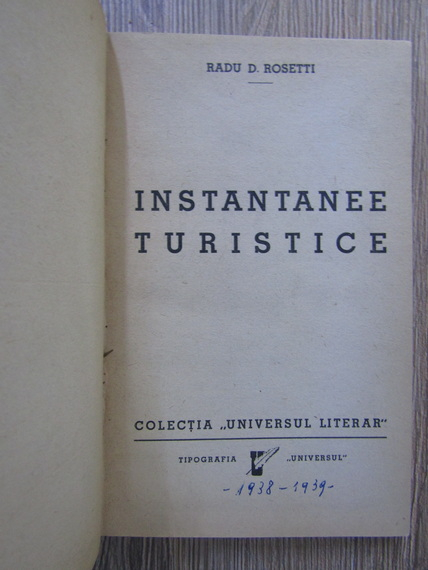 RADU D. ROSETTI
INSTANTANEE
TURISTICE
COLECȚIA „UNIVERSUL LITERAR"
TIPOGRAFIA „UNIVERSUL"
- 1938 - 1939 -